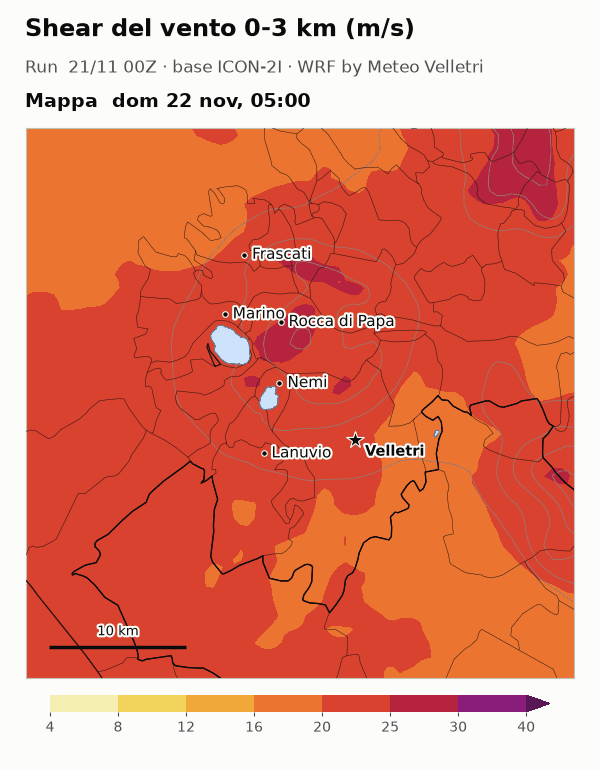 Shear del vento 0-3 km (m/s)
Run 21/11 00Z · base ICON-2I · WRF by Meteo Velletri
Mappa dom 22 nov, 05:00
Frascati
Marino
Rocca di Papa
Nemi
Velletri
Lanuvio
10 km
4 8 12 16 20 25 30 40